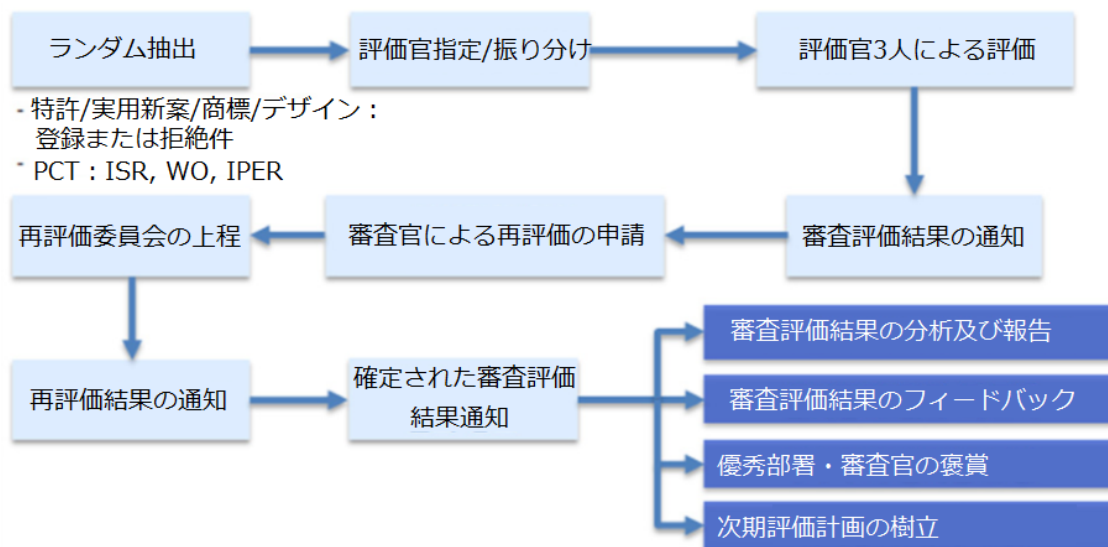 ランダム抽出
評価官指定/振り分け
評価官3人による評価
- 特許/実用新案/商標/デザイン：
登録または拒絶件
- PCT：ISR, WO, IPER
再評価委員会の上程
審査官による再評価の申請
審査評価結果の通知
再評価結果の通知
確定された審査評価
結果通知
審査評価結果の分析及び報告
審査評価結果のフィードバック
優秀部署・審査官の褒賞
次期評価計画の樹立